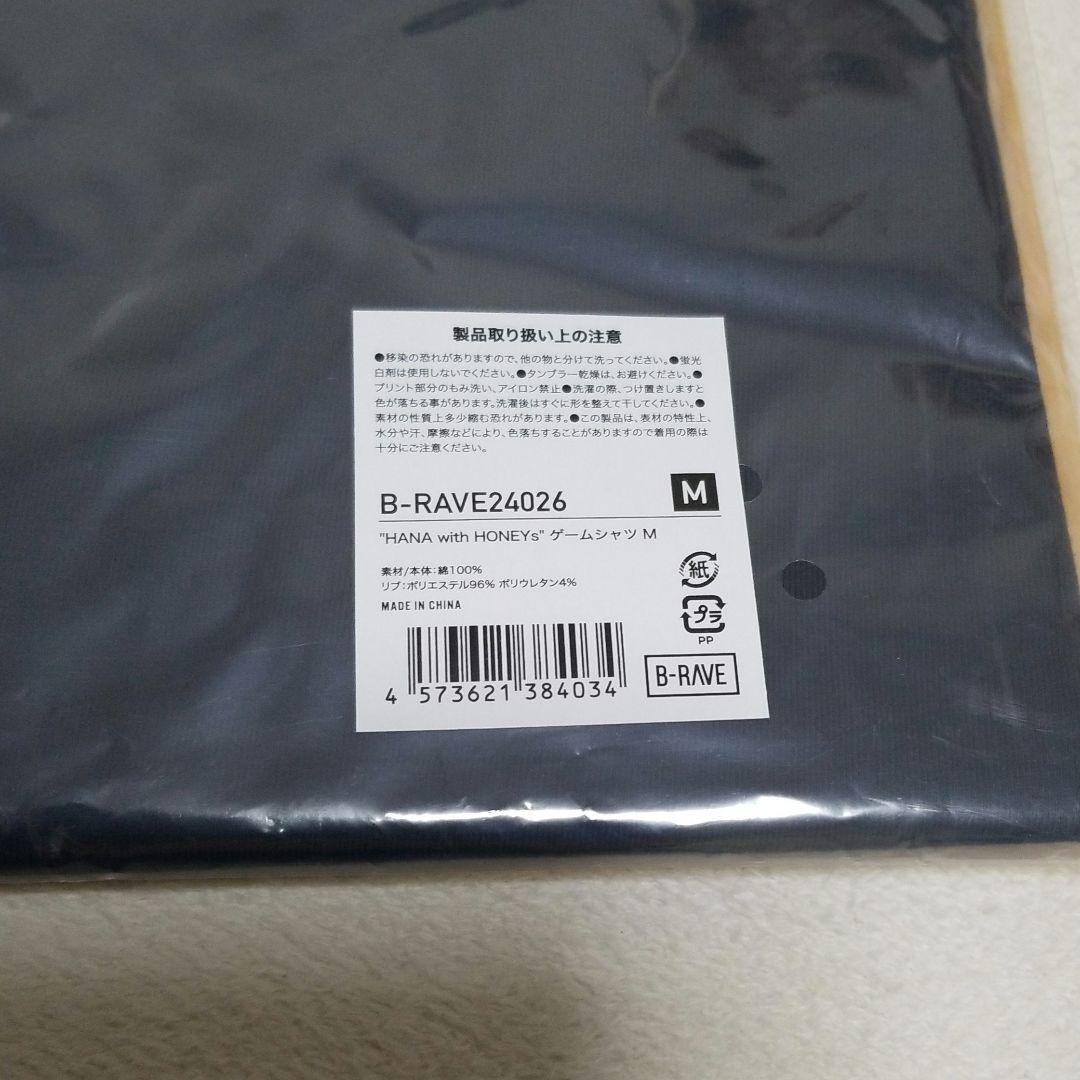 製品取り扱い上の注意
●移染の恐れがありますので、他の物と分けて洗ってください。●蛍光
白剤は使用しないでください。●タンブラー乾燥は、お避けください。●
プリント部分のもみ洗い、アイロン禁止●洗濯の際、つけ置きしますと
色が落ちる事があります。洗濯後はすぐに形を整えて干してください。●
素材の性質上多少縮む恐れがあります。●この製品は、表材の特性上、
水分や汗、摩擦などにより、色落ちすることがありますので着用の際は
十分にご注意ください。
B-RAVE24026
M
"HANA with HONEYs" ゲームシャツ M
素材/本体:綿100%
リブ:ポリエステル96% ポリウレタン4%
MADE IN CHINA
紙
プラ
PP
4 573621 384034
B-RAVE